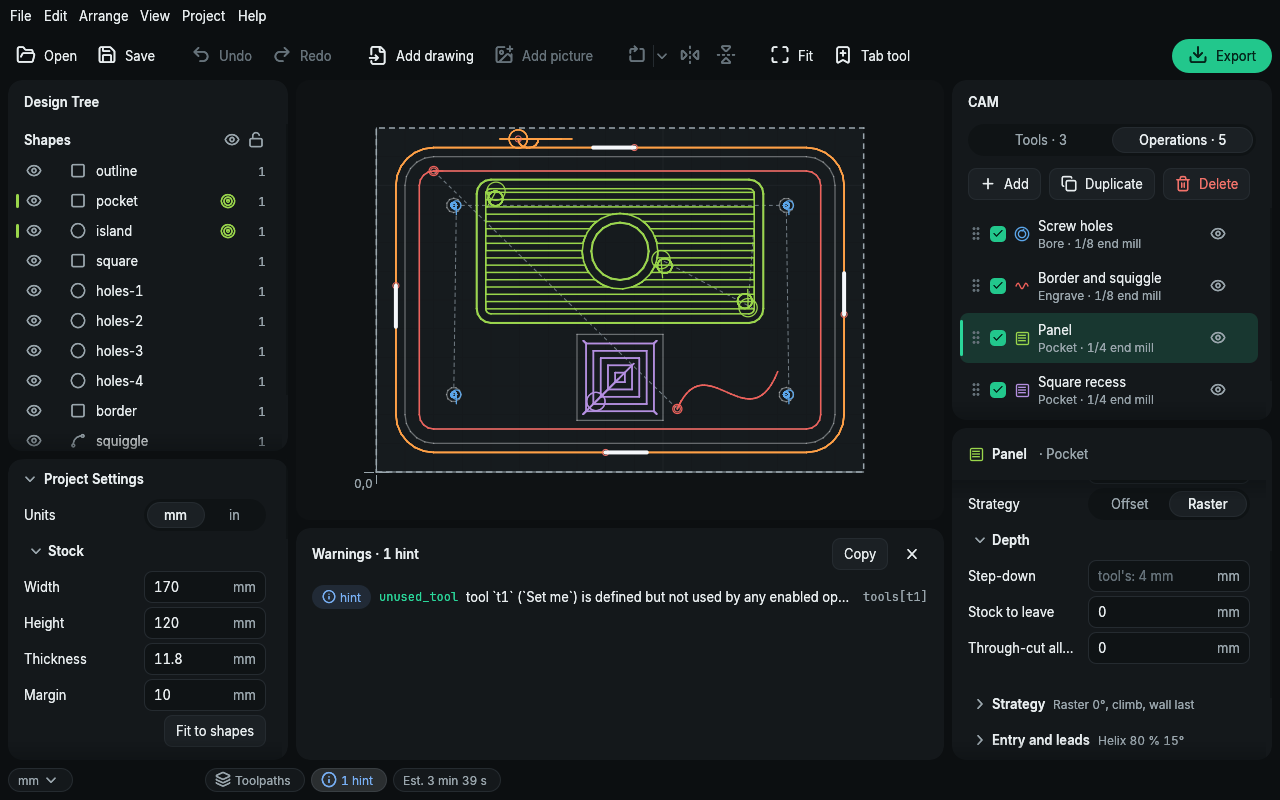 File Edit Arrange View Project Help
Open Save Undo Redo Add drawing Add picture Fit Tab tool Export
Design Tree
Shapes
outline 1
pocket 1
island 1
square 1
holes-1 1
holes-2 1
holes-3 1
holes-4 1
border 1
squiggle 1
Project Settings
Units mm in
Stock
Width 170 mm
Height 120 mm
Thickness 11.8 mm
Margin 10 mm
Fit to shapes
0,0
Warnings · 1 hint Copy
hint unused_tool tool `t1` (`Set me`) is defined but not used by any enabled op... tools[t1]
CAM
Tools · 3 Operations · 5
Add Duplicate Delete
Screw holes
Bore · 1/8 end mill
Border and squiggle
Engrave · 1/8 end mill
Panel
Pocket · 1/4 end mill
Square recess
Pocket · 1/4 end mill
Panel · Pocket
Strategy Offset Raster
Depth
Step-down tool's: 4 mm mm
Stock to leave 0 mm
Through-cut all... 0 mm
Strategy Raster 0°, climb, wall last
Entry and leads Helix 80 % 15°
mm Toolpaths 1 hint Est. 3 min 39 s